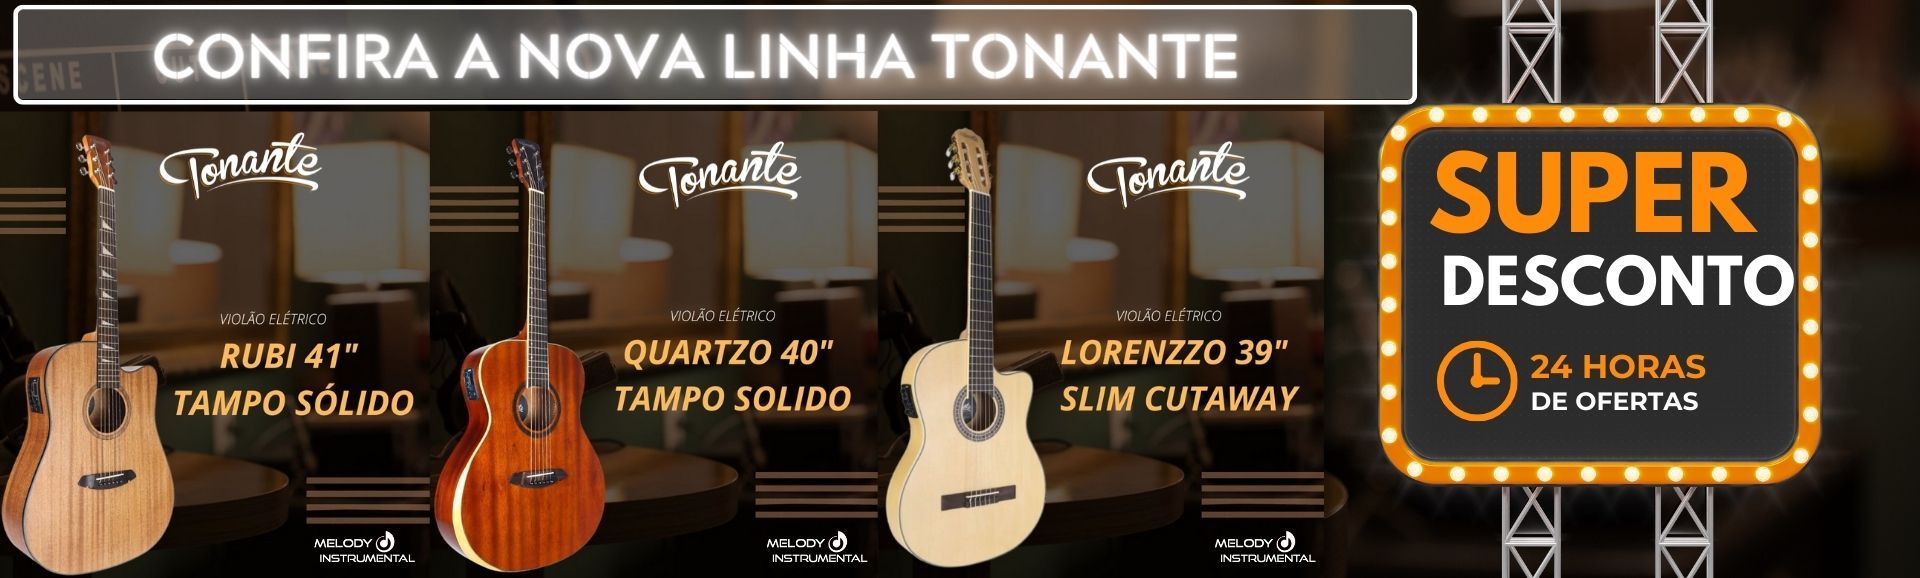 CONFIRA A NOVA LINHA TONANTE
SCENE
Tonante
VIOLÃO ELÉTRICO
RUBI 41"
TAMPO SÓLIDO
MELODY
INSTRUMENTAL
Tonante
VIOLÃO ELÉTRICO
QUARTZO 40"
TAMPO SOLIDO
MELODY
INSTRUMENTAL
Tonante
VIOLÃO ELÉTRICO
LORENZZO 39"
SLIM CUTAWAY
MELODY
INSTRUMENTAL
SUPER
DESCONTO
24 HORAS
DE OFERTAS